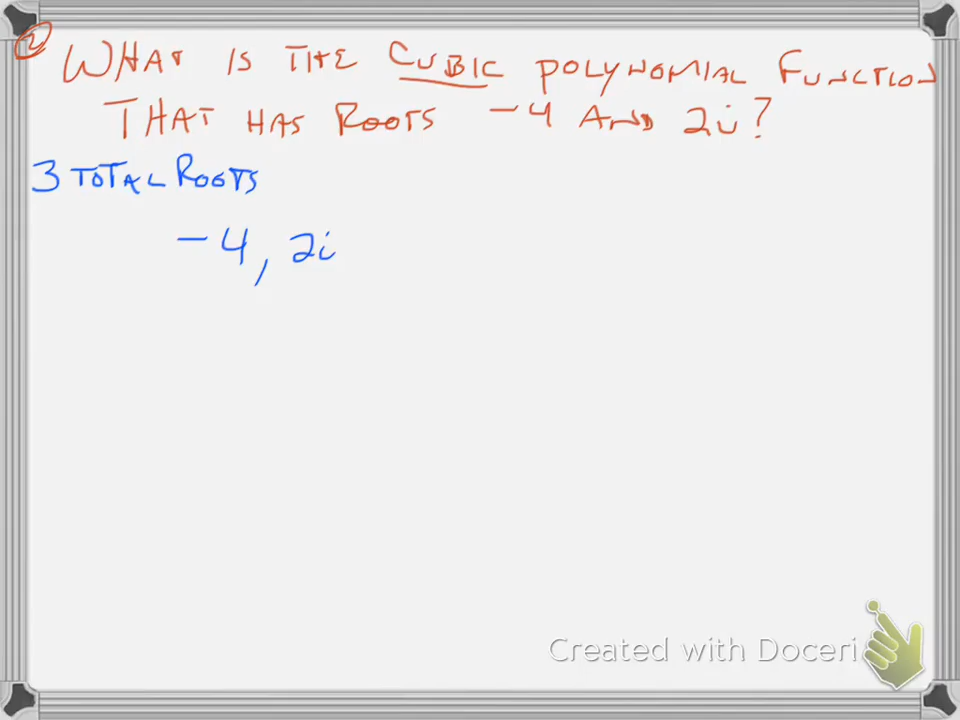 2 WHAT IS THE CUBIC POLYNOMIAL FUNCTION
THAT HAS ROOTS -4 AND 2i?
3 TOTAL ROOTS
-4, 2i
Created with Doceri